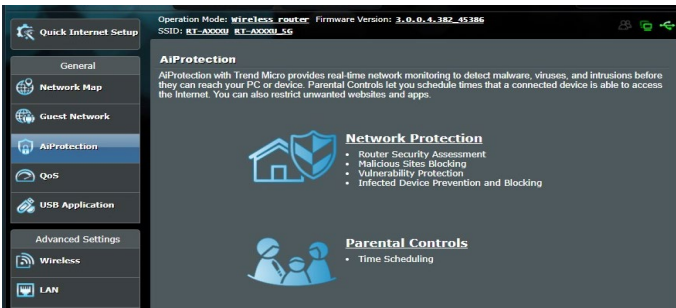 Operation Mode: Wireless router Firmware Version: 3.0.0.4.382_45386
SSID: RT-AXXXU RT-AXXXU_5G
Quick Internet Setup
General
Network Map
Guest Network
AiProtection
QoS
USB Application
Advanced Settings
Wireless
LAN
AiProtection
AiProtection with Trend Micro provides real-time network monitoring to detect malware, viruses, and intrusions before
they can reach your PC or device. Parental Controls let you schedule times that a connected device is able to access
the Internet. You can also restrict unwanted websites and apps.
Network Protection
• Router Security Assessment
• Malicious Sites Blocking
• Vulnerability Protection
• Infected Device Prevention and Blocking
Parental Controls
• Time Scheduling